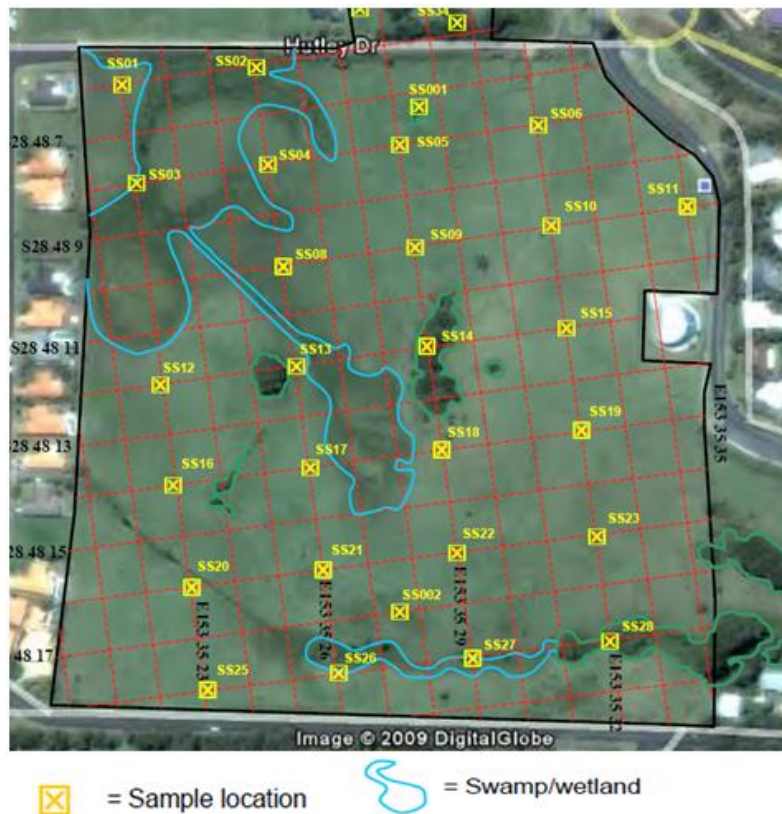 SS34
Hutley Dr
SS01
SS02
SS001
SS06
28 48 7
SS05
SS04
SS03
SS11
SS10
S28 48 9
SS09
SS08
SS15
S28 48 11
SS14
SS13
SS12
E153 35 35
SS19
28 48 13
SS18
SS17
SS16
SS23
28 48 15
SS22
SS21
SS20
SS002
E153 35 23
E153 35 26
E153 35 29
E153 35 32
SS28
48 17
SS27
SS26
SS25
Image © 2009 DigitalGlobe
= Sample location
= Swamp/wetland